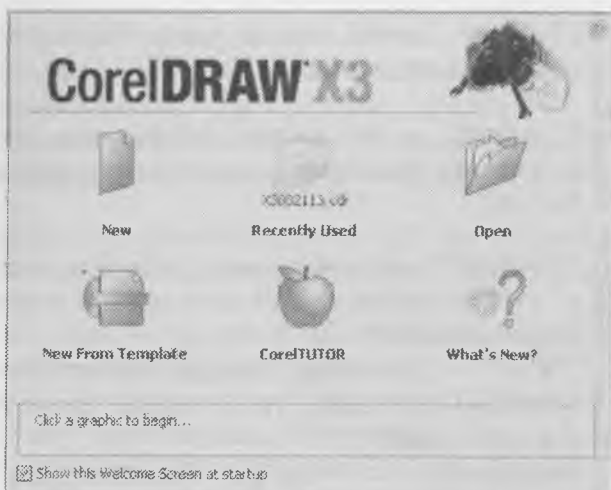 CorelDRAW X3
New
Recently Used
Open
New From Template
CorelTUTOR
What's New?
Click a graphic to begin...
Show this Welcome Screen at startup